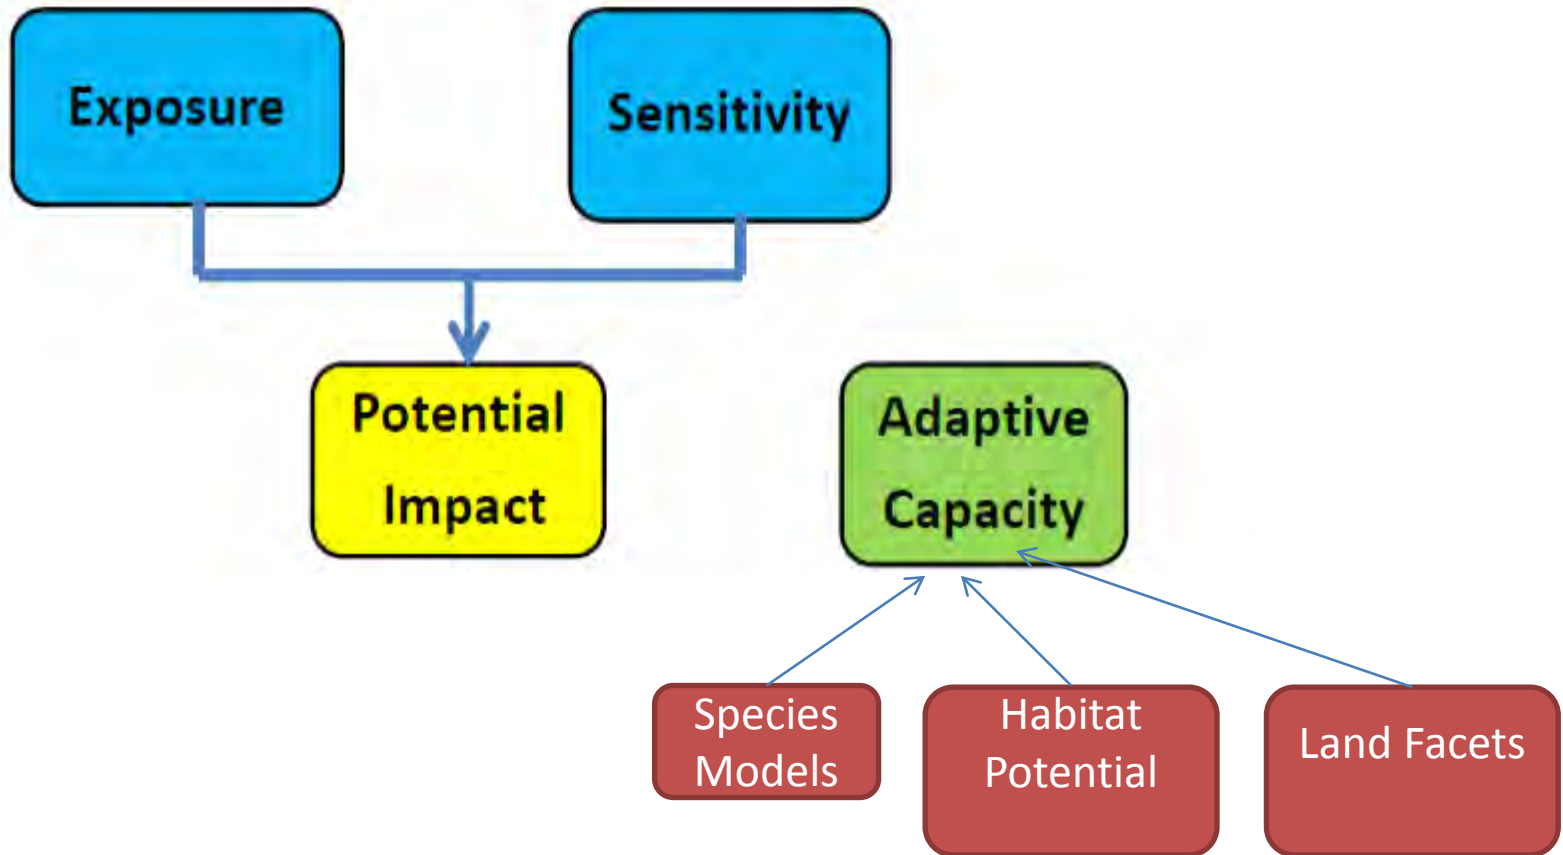 Exposure
Sensitivity
Potential
Impact
Adaptive
Capacity
Species
Models
Habitat
Potential
Land Facets